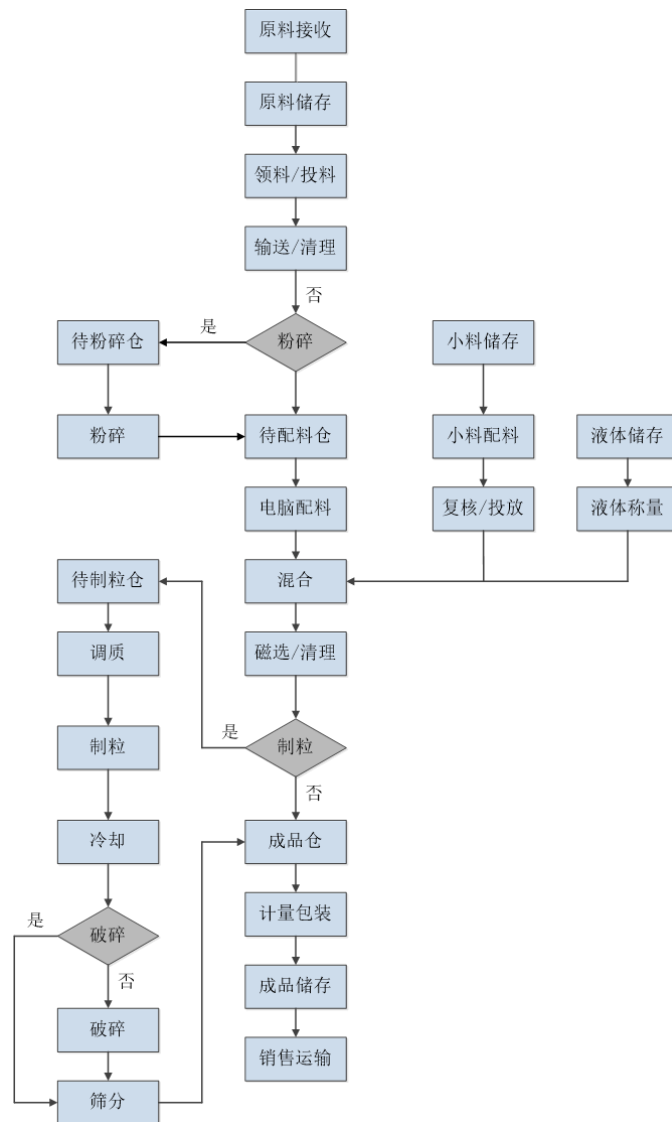 原料接收
原料储存
领料/投料
输送/清理
否
是
粉碎
待粉碎仓
小料储存
粉碎
待配料仓
小料配料
液体储存
电脑配料
复核/投放
液体称量
待制粒仓
混合
调质
磁选/清理
是
制粒
制粒
否
冷却
成品仓
是
破碎
计量包装
否
成品储存
破碎
销售运输
筛分